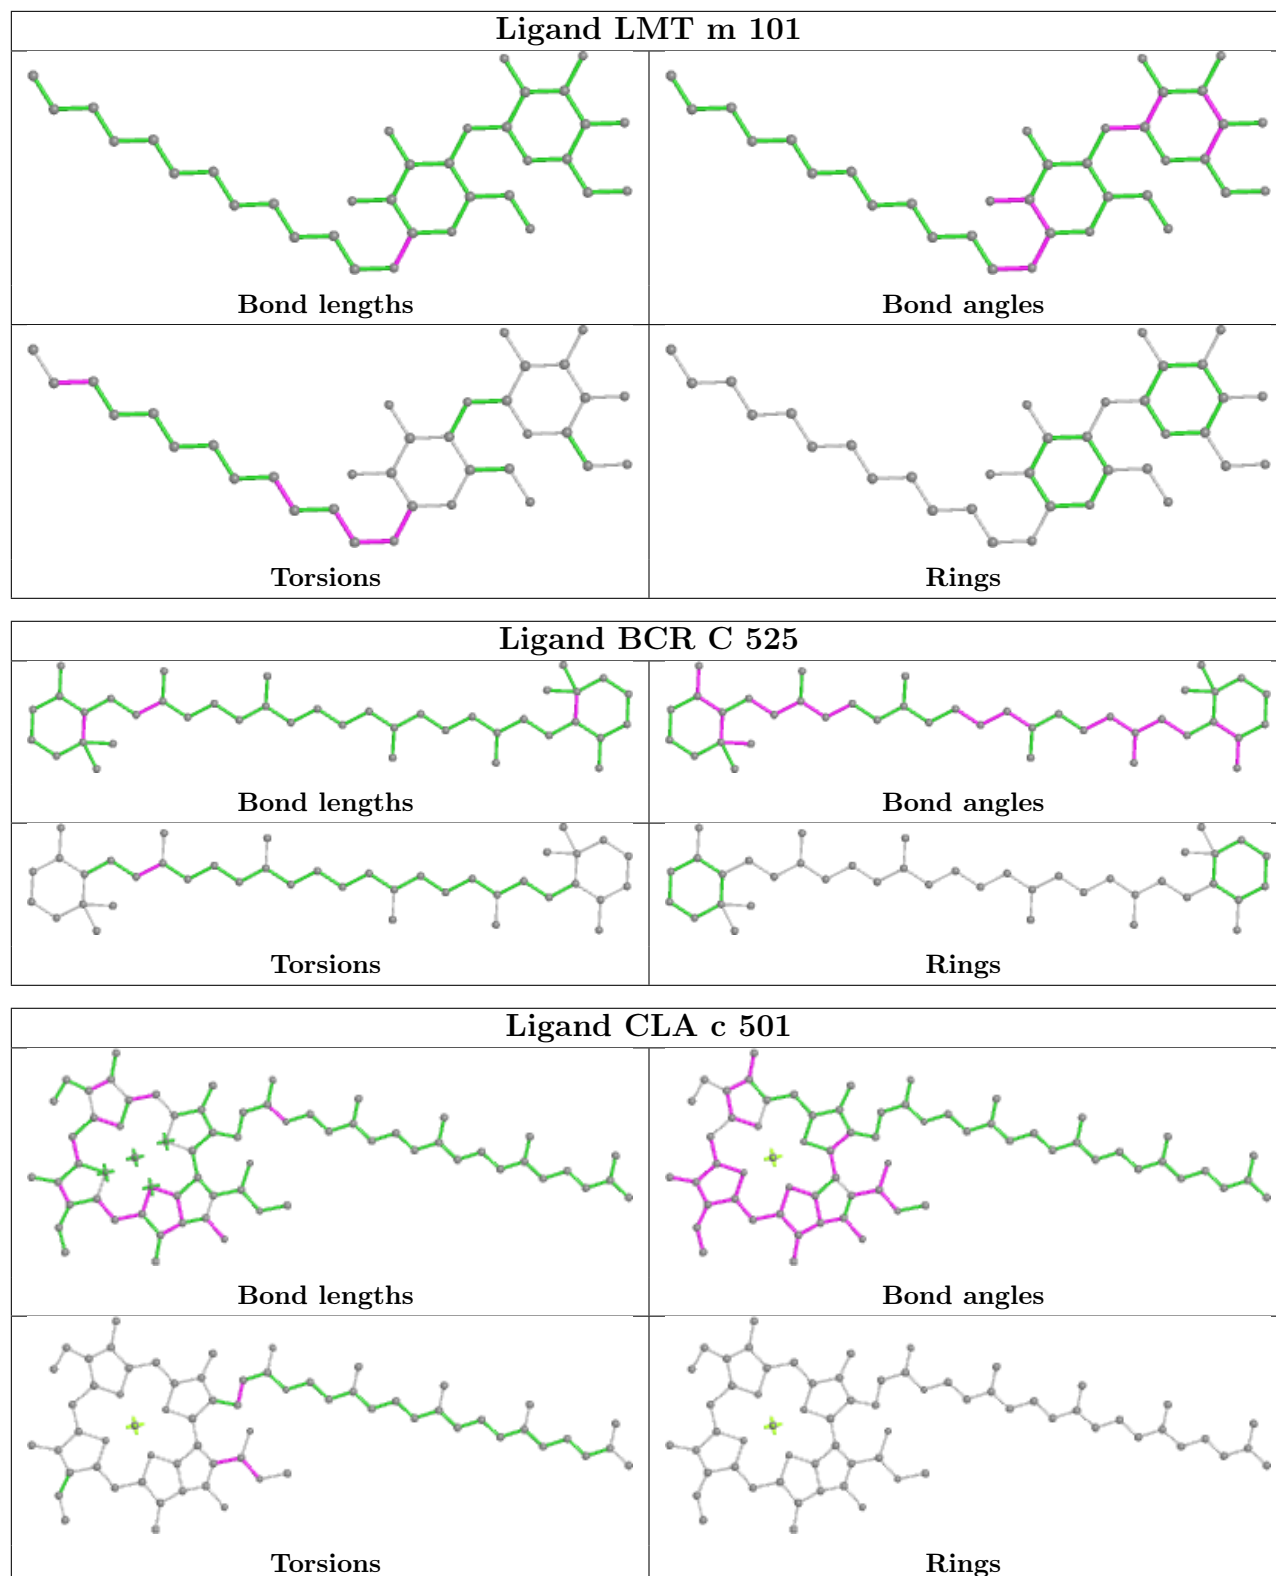 Ligand LMT m 101
Bond lengths
Bond angles
Torsions
Rings
Ligand BCR C 525
Bond lengths
Bond angles
Torsions
Rings
Ligand CLA c 501
Bond lengths
Bond angles
Torsions
Rings